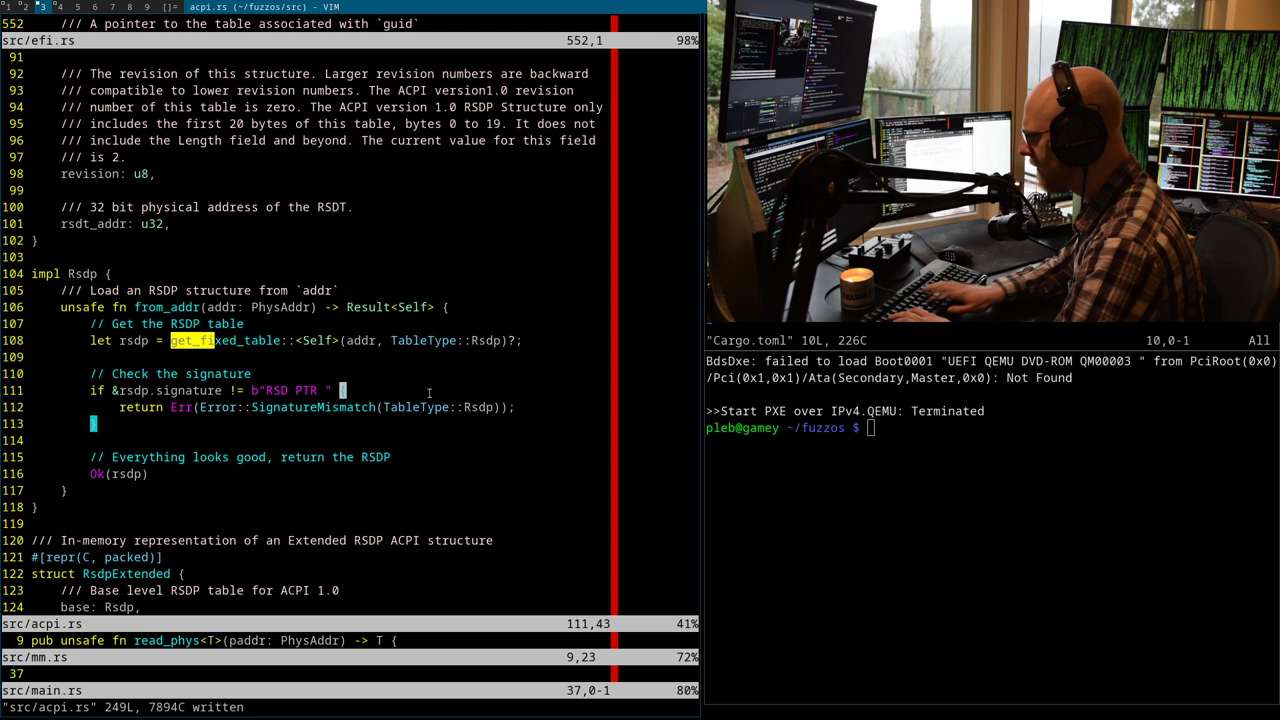 1 2 3 4 5 6 7 8 9 []= acpi.rs (~/fuzzos/src) - VIM
552     /// A pointer to the table associated with `guid`
src/efi.rs 552,1 98%
91
92     /// The revision of this structure. Larger revision numbers are backward
93     /// compatible to lower revision numbers. The ACPI version1.0 revision
94     /// number of this table is zero. The ACPI version 1.0 RSDP Structure only
95     /// includes the first 20 bytes of this table, bytes 0 to 19. It does not
96     /// include the Length field and beyond. The current value for this field
97     /// is 2.
98     revision: u8,
99
100     /// 32 bit physical address of the RSDT.
101     rsdt_addr: u32,
102 }
103
104 impl Rsdp {
105     /// Load an RSDP structure from `addr`
106     unsafe fn from_addr(addr: PhysAddr) -> Result<Self> {
107         // Get the RSDP table
108         let rsdp = get_fixed_table::<Self>(addr, TableType::Rsdp)?;
109
110         // Check the signature
111         if &rsdp.signature != b"RSD PTR " {
112             return Err(Error::SignatureMismatch(TableType::Rsdp));
113         }
114
115         // Everything looks good, return the RSDP
116         Ok(rsdp)
117     }
118 }
119
120 /// In-memory representation of an Extended RSDP ACPI structure
121 #[repr(C, packed)]
122 struct RsdpExtended {
123     /// Base level RSDP table for ACPI 1.0
124     base: Rsdp,
src/acpi.rs 111,43 41%
9 pub unsafe fn read_phys<T>(paddr: PhysAddr) -> T {
src/mm.rs 9,23 72%
37
src/main.rs 37,0-1 80%
"src/acpi.rs" 249L, 7894C written
~
"Cargo.toml" 10L, 226C 10,0-1 All
BdsDxe: failed to load Boot0001 "UEFI QEMU DVD-ROM QM00003 " from PciRoot(0x0)
/Pci(0x1,0x1)/Ata(Secondary,Master,0x0): Not Found
>>Start PXE over IPv4.QEMU: Terminated
pleb@gamey ~/fuzzos $